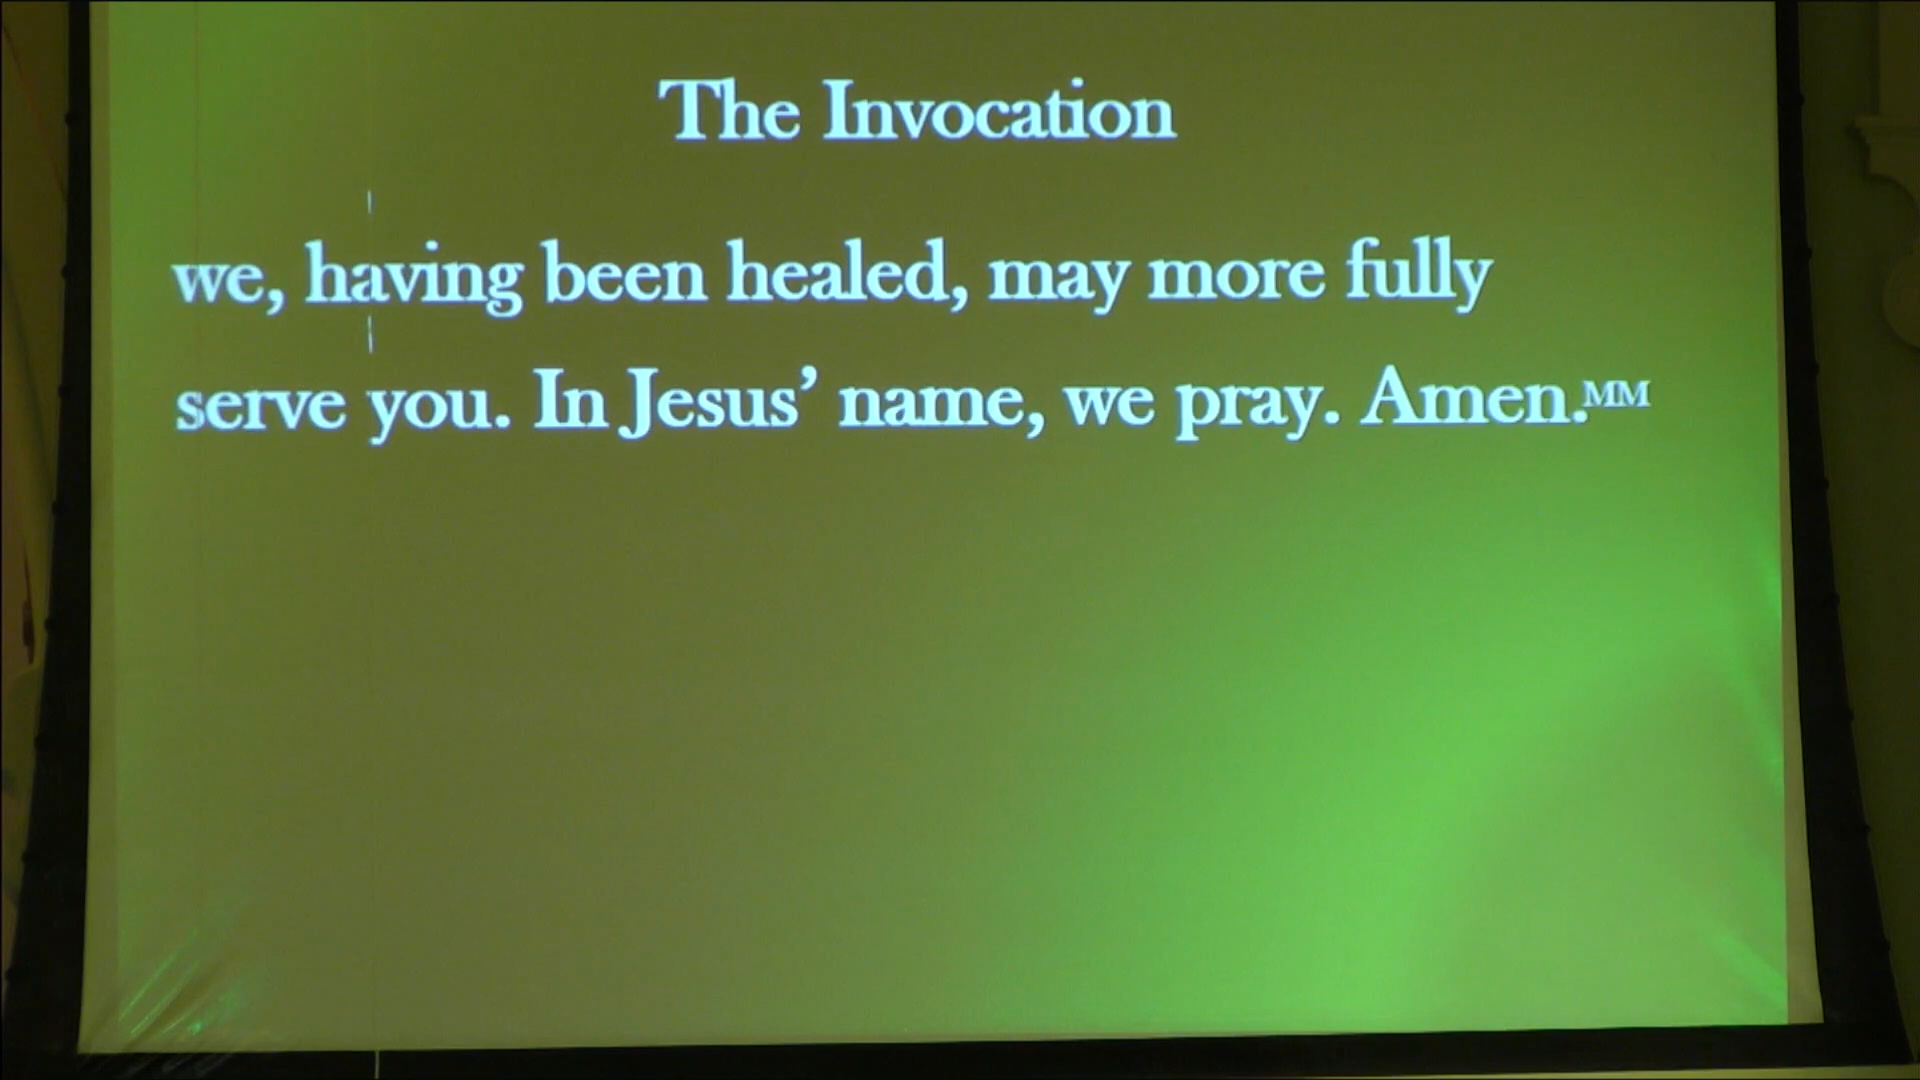 The Invocation
we, having been healed, may more fully
serve you. In Jesus’ name, we pray. Amen.MM